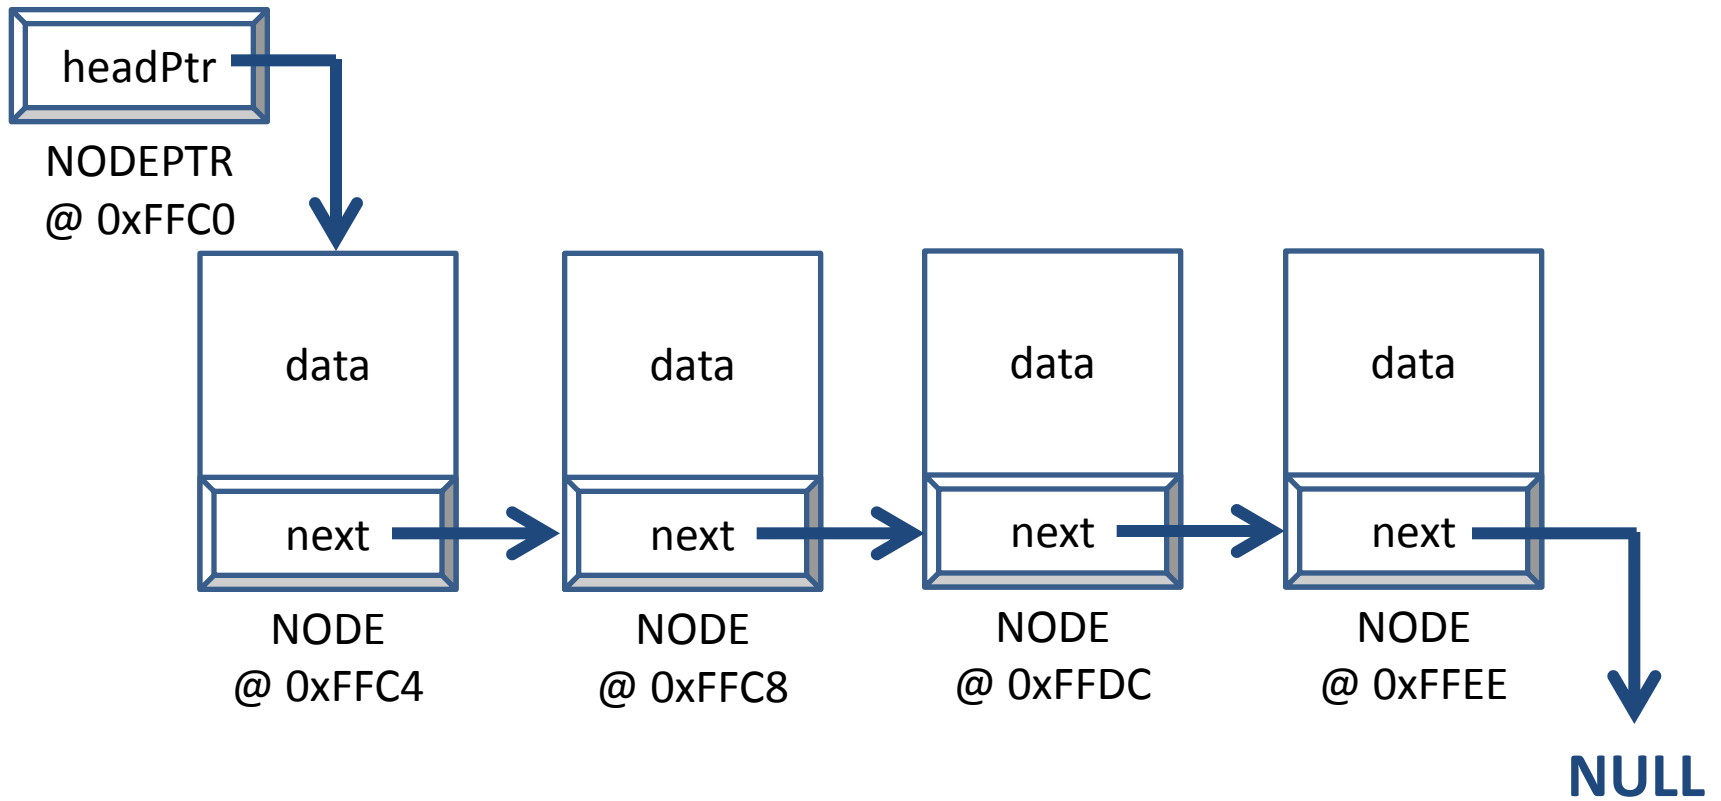 headPtr
NODEPTR
@ 0xFFC0
data
data
data
data
next
next
next
next
NODE
@ 0xFFC4
NODE
@ 0xFFC8
NODE
@ 0xFFDC
NODE
@ 0xFFEE
NULL